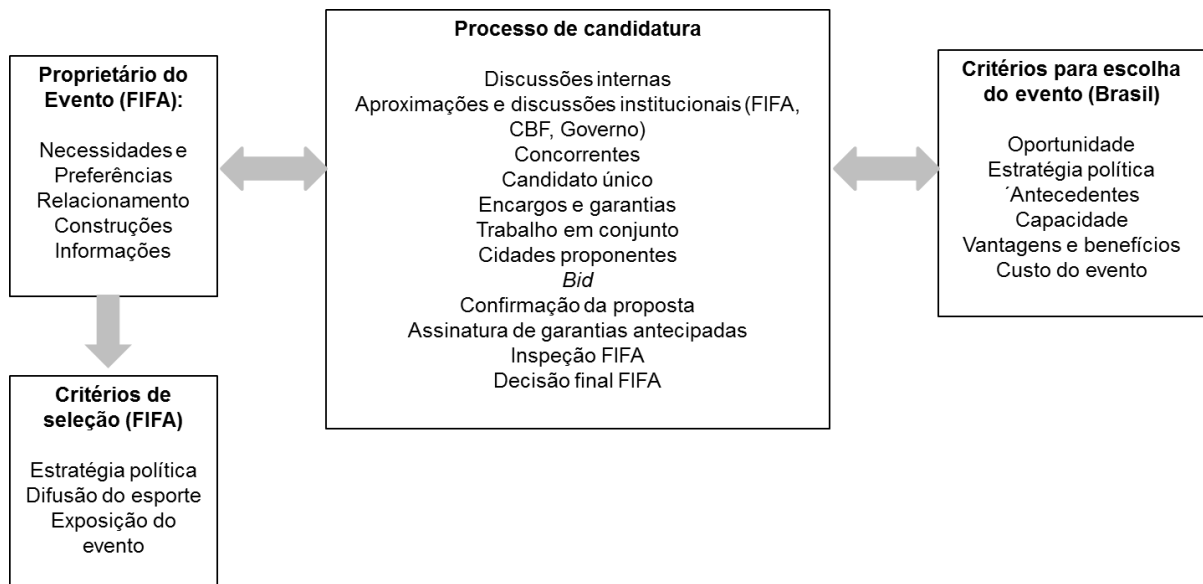 Proprietário do
Evento (FIFA):
Necessidades e
Preferências
Relacionamento
Construções
Informações
Critérios de
seleção (FIFA)
Estratégia política
Difusão do esporte
Exposição do
evento
Processo de candidatura
Discussões internas
Aproximações e discussões institucionais (FIFA,
CBF, Governo)
Concorrentes
Candidato único
Encargos e garantias
Trabalho em conjunto
Cidades proponentes
Bid
Confirmação da proposta
Assinatura de garantias antecipadas
Inspeção FIFA
Decisão final FIFA
Critérios para escolha
do evento (Brasil)
Oportunidade
Estratégia política
´Antecedentes
Capacidade
Vantagens e benefícios
Custo do evento